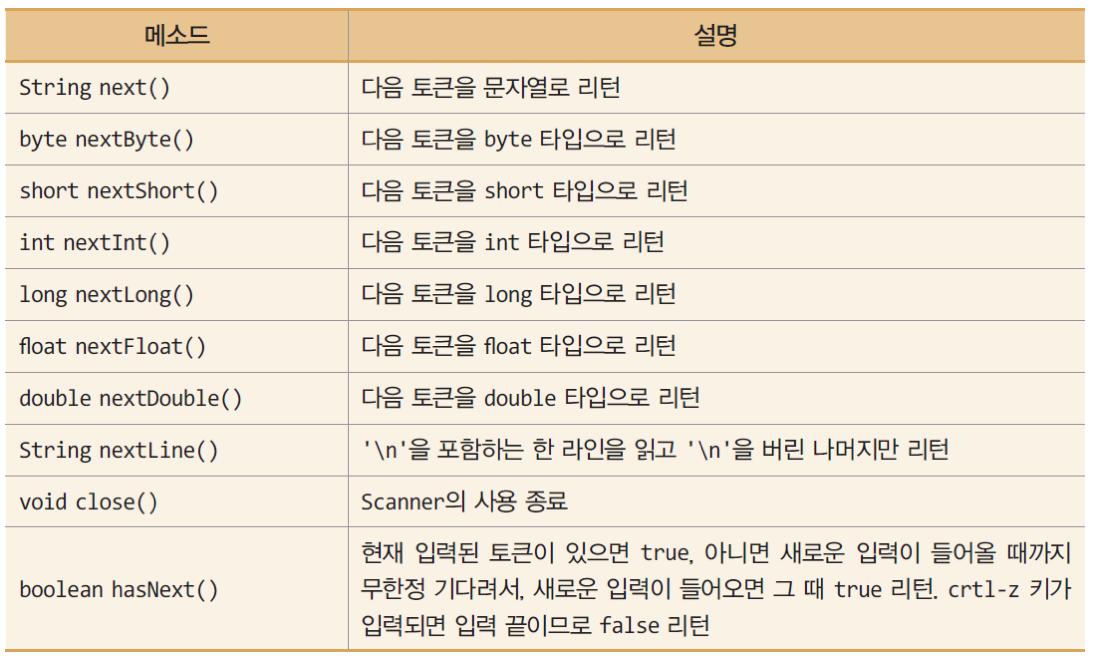 메소드 설명
String next() 다음 토큰을 문자열로 리턴
byte nextByte() 다음 토큰을 byte 타입으로 리턴
short nextShort() 다음 토큰을 short 타입으로 리턴
int nextInt() 다음 토큰을 int 타입으로 리턴
long nextLong() 다음 토큰을 long 타입으로 리턴
float nextFloat() 다음 토큰을 float 타입으로 리턴
double nextDouble() 다음 토큰을 double 타입으로 리턴
String nextLine() '\n'을 포함하는 한 라인을 읽고 '\n'을 버린 나머지만 리턴
void close() Scanner의 사용 종료
boolean hasNext() 현재 입력된 토큰이 있으면 true, 아니면 새로운 입력이 들어올 때까지
무한정 기다려서, 새로운 입력이 들어오면 그 때 true 리턴. crtl-z 키가
입력되면 입력 끝이므로 false 리턴